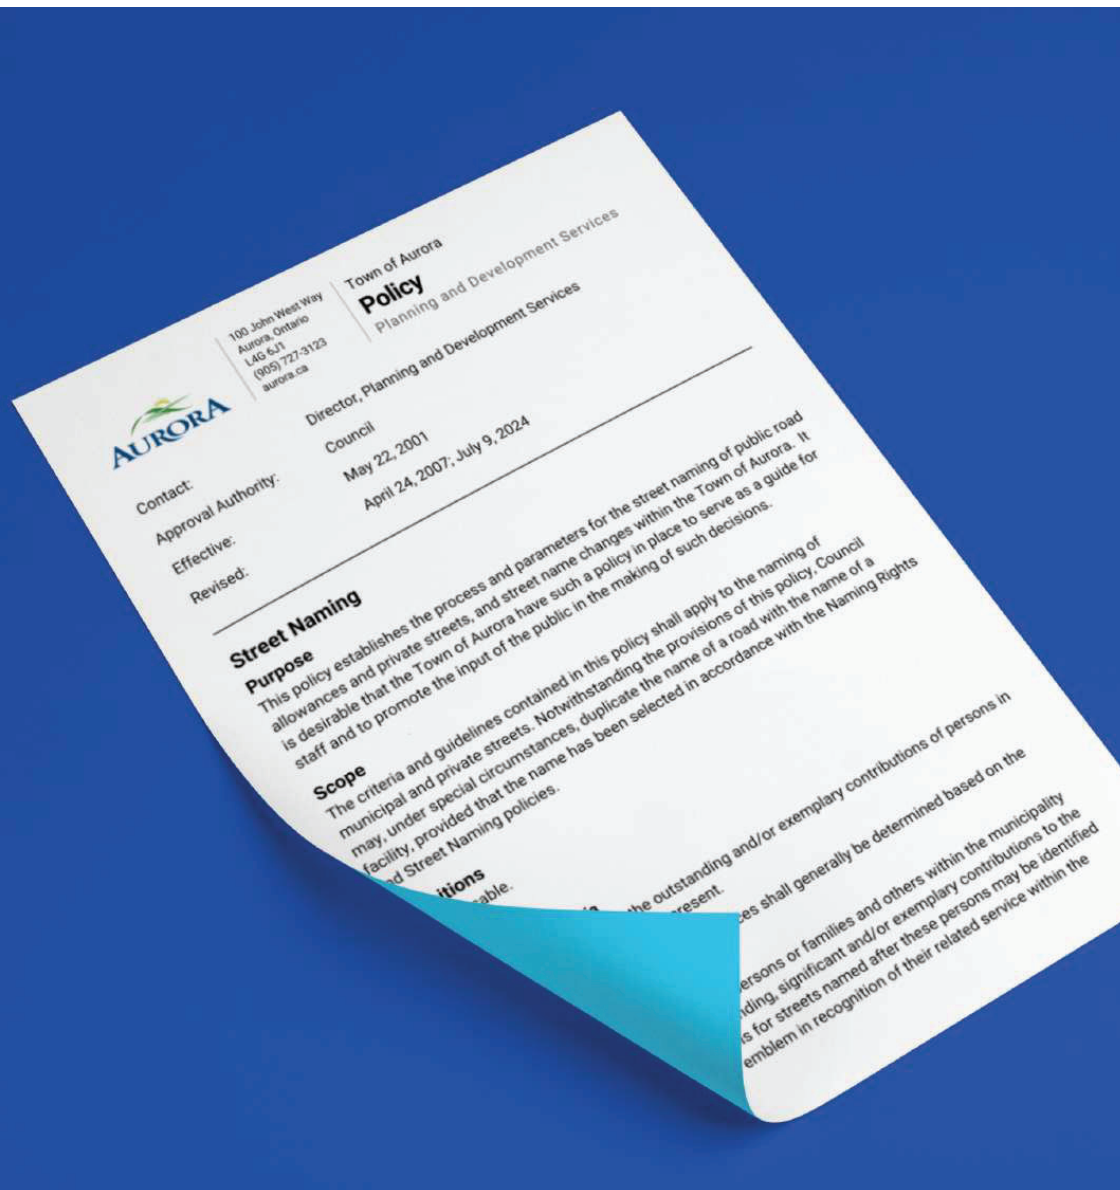 AURORA
100 John West Way
Aurora, Ontario
L4G 6J1
(905) 727-3123
aurora.ca
Town of Aurora
Policy
Planning and Development Services
Contact: Director, Planning and Development Services
Approval Authority: Council
Effective: May 22, 2001
Revised: April 24, 2007; July 9, 2024
Street Naming
Purpose
This policy establishes the process and parameters for the street naming of public road
allowances and private streets, and street name changes within the Town of Aurora. It
is desirable that the Town of Aurora have such a policy in place to serve as a guide for
staff and to promote the input of the public in the making of such decisions.
Scope
The criteria and guidelines contained in this policy shall apply to the naming of
municipal and private streets. Notwithstanding the provisions of this policy, Council
may, under special circumstances, duplicate the name of a road with the name of a
facility, provided that the name has been selected in accordance with the Naming Rights
Street Naming policies.
the outstanding and/or exemplary contributions of persons in
shall generally be determined based on the
or families and others within the municipality
significant and/or exemplary contributions to the
for streets named after these persons may be identified
emblem in recognition of their related service within the